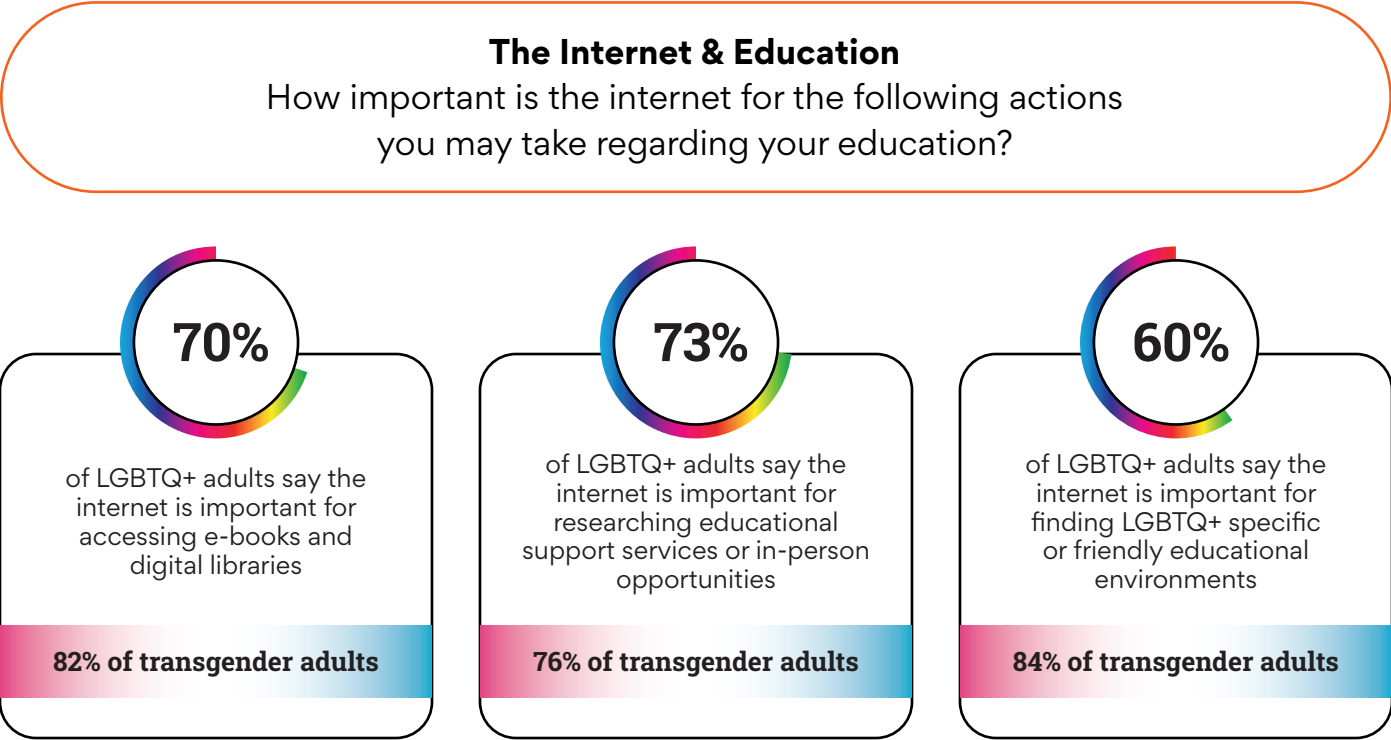 The Internet & Education
How important is the internet for the following actions
you may take regarding your education?
70%
of LGBTQ+ adults say the
internet is important for
accessing e-books and
digital libraries
82% of transgender adults
73%
of LGBTQ+ adults say the
internet is important for
researching educational
support services or in-person
opportunities
76% of transgender adults
60%
of LGBTQ+ adults say the
internet is important for
finding LGBTQ+ specific
or friendly educational
environments
84% of transgender adults